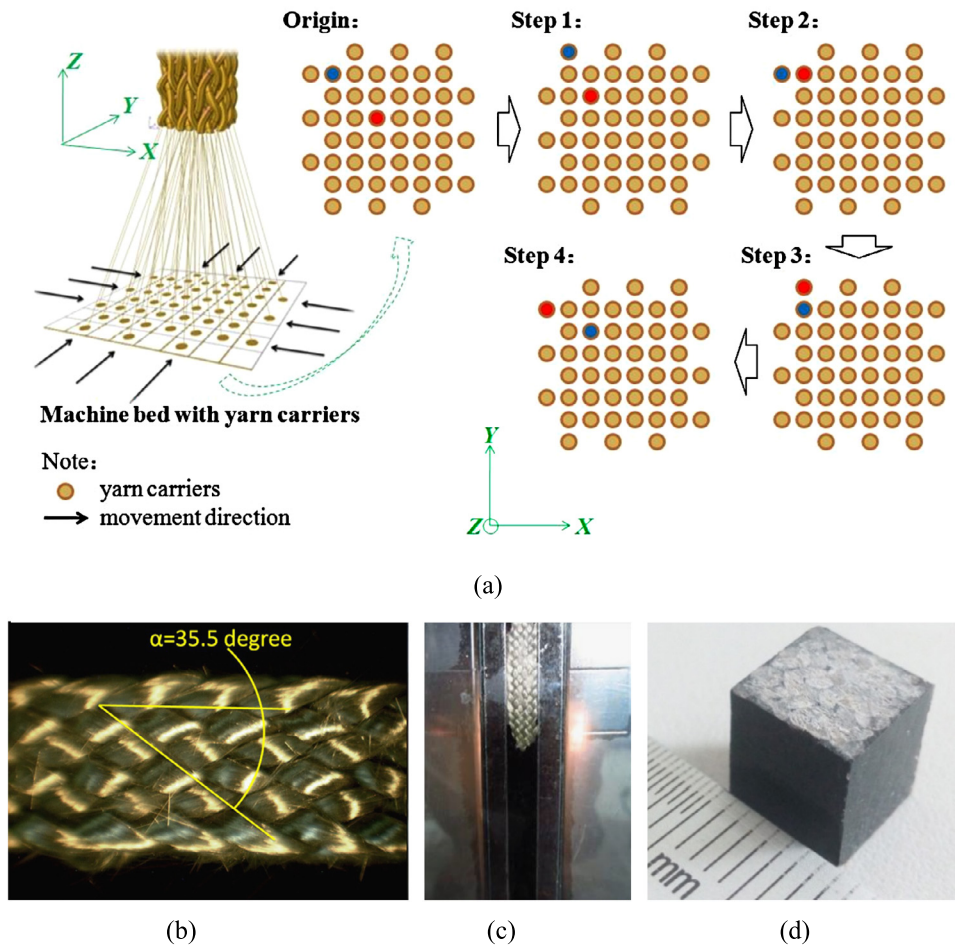 Origin:
Step 1:
Step 2:
Z
Y
X
Step 4:
Step 3:
Machine bed with yarn carriers
Note:
yarn carriers
movement direction
Y
Z
X
(a)
α=35.5 degree
mm
(b)
(c)
(d)